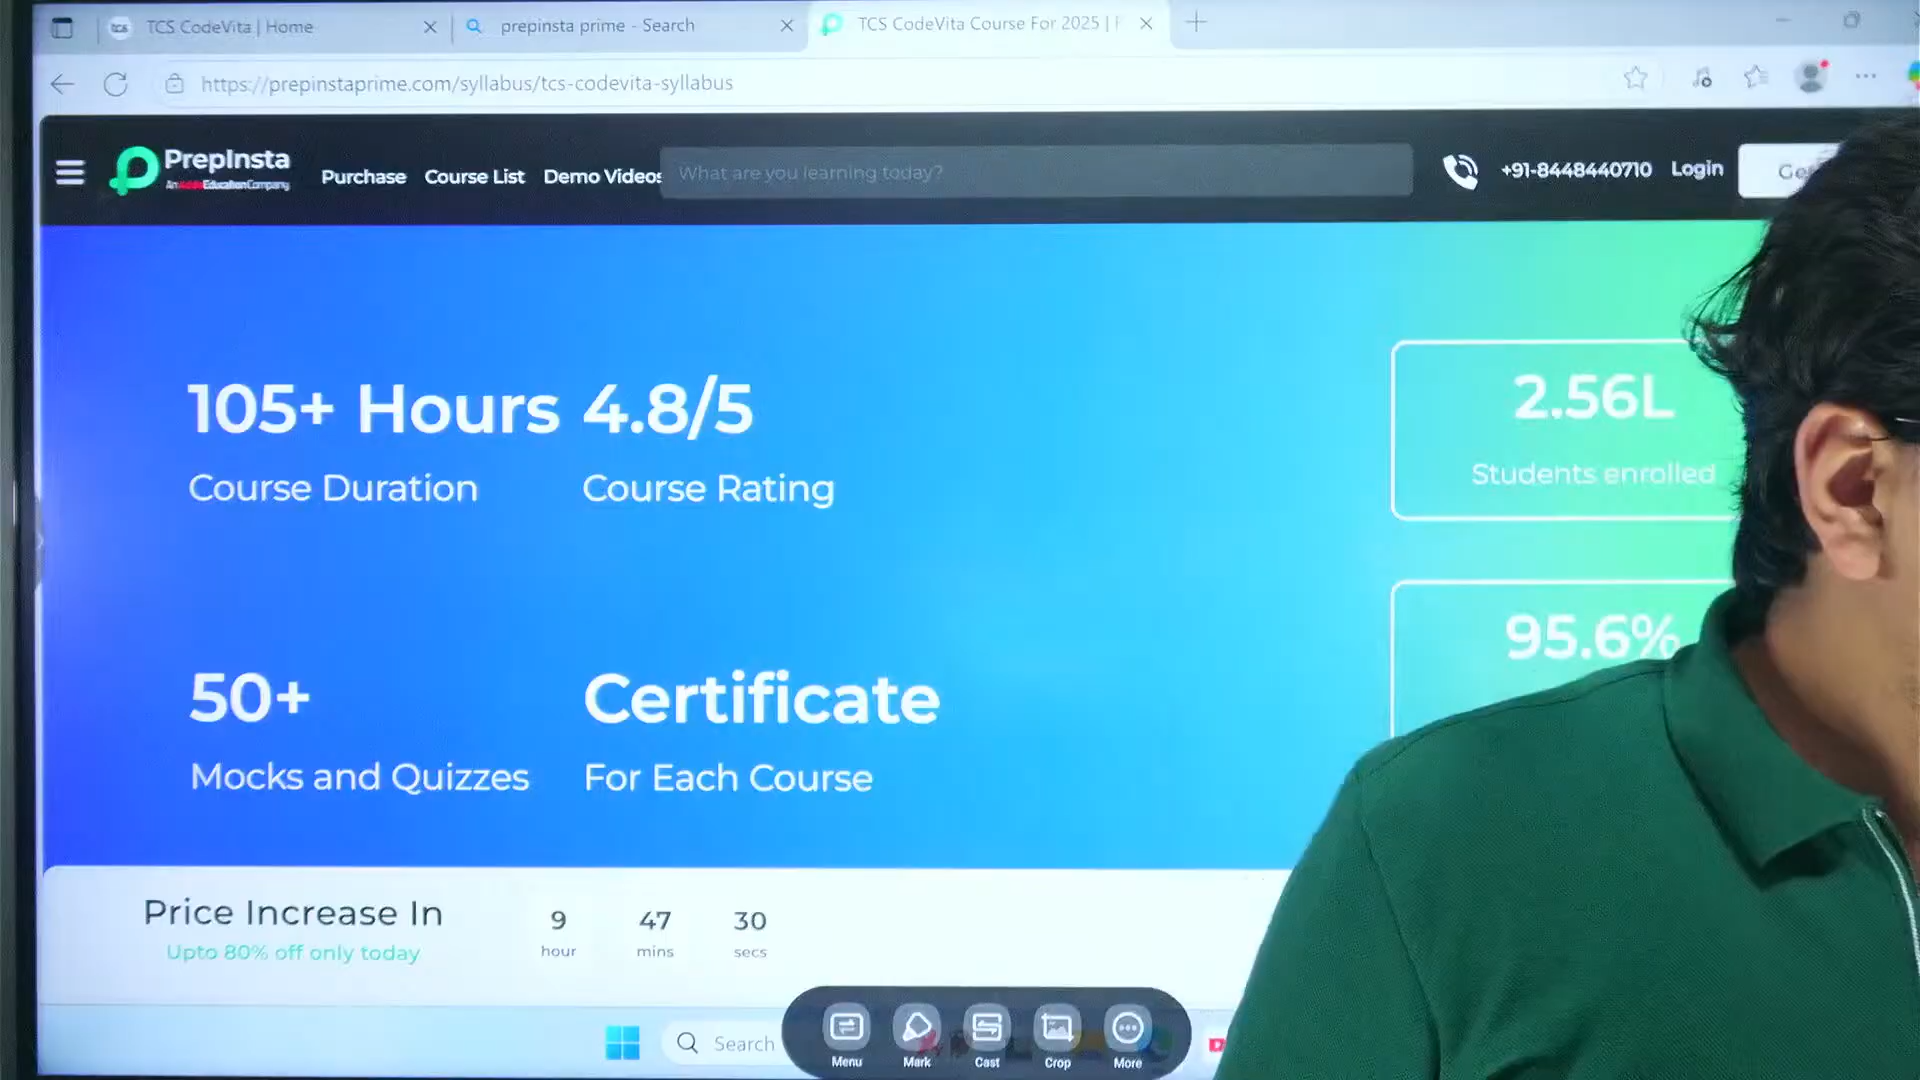 TCS CodeVita | Home
prepinsta prime - Search
TCS CodeVita Course For 2025 |
https://prepinstaprime.com/syllabus/tcs-codevita-syllabus
PrepInsta
Purchase
Course List
Demo Videos
What are you learning today?
+91-8448440710
Login
Ge
105+ Hours
Course Duration
4.8/5
Course Rating
2.56L
Students enrolled
95.6%
50+
Mocks and Quizzes
Certificate
For Each Course
Price Increase In
Upto 80% off only today
9
hour
47
mins
30
secs
Search
Menu
Mark
Cast
Crop
More